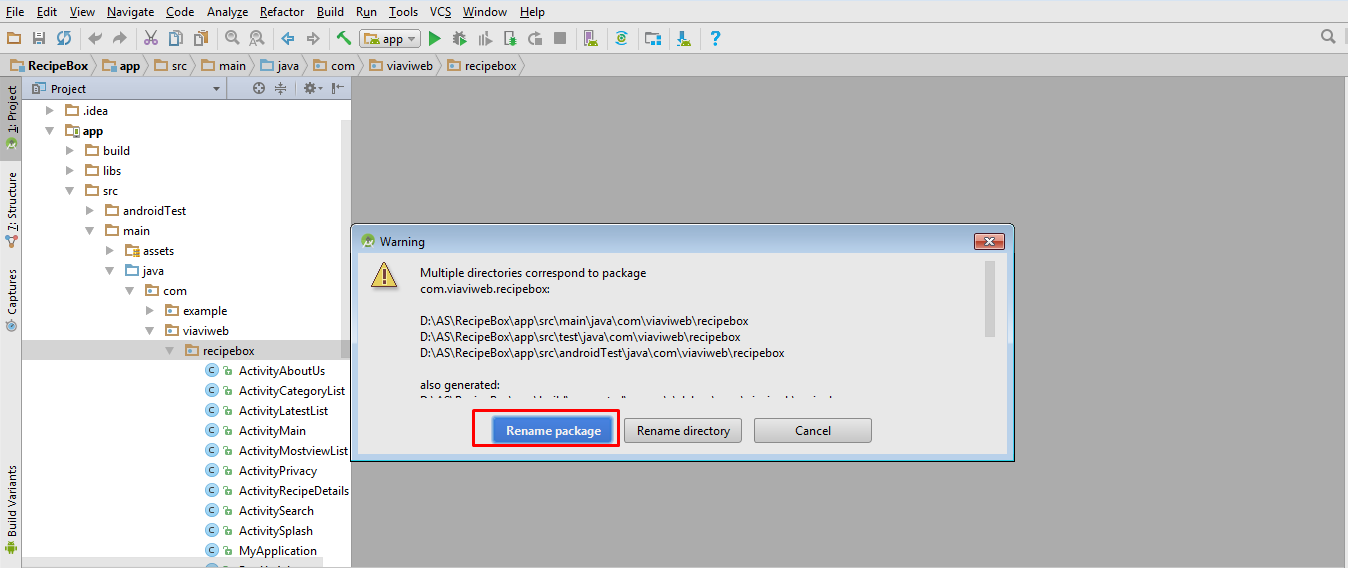 File Edit View Navigate Code Analyze Refactor Build Run Tools VCS Window Help
app
RecipeBox app src main java com viaviweb recipebox
1: Project
7: Structure
Captures
Build Variants
Project
.idea
app
build
libs
src
androidTest
main
assets
java
com
example
viaviweb
recipebox
ActivityAboutUs
ActivityCategoryList
ActivityLatestList
ActivityMain
ActivityMostviewList
ActivityPrivacy
ActivityRecipeDetails
ActivitySearch
ActivitySplash
MyApplication
Warning
Multiple directories correspond to package
com.viaviweb.recipebox:
D:\AS\RecipeBox\app\src\main\java\com\viaviweb\recipebox
D:\AS\RecipeBox\app\src\test\java\com\viaviweb\recipebox
D:\AS\RecipeBox\app\src\androidTest\java\com\viaviweb\recipebox
also generated:
Rename package Rename directory Cancel